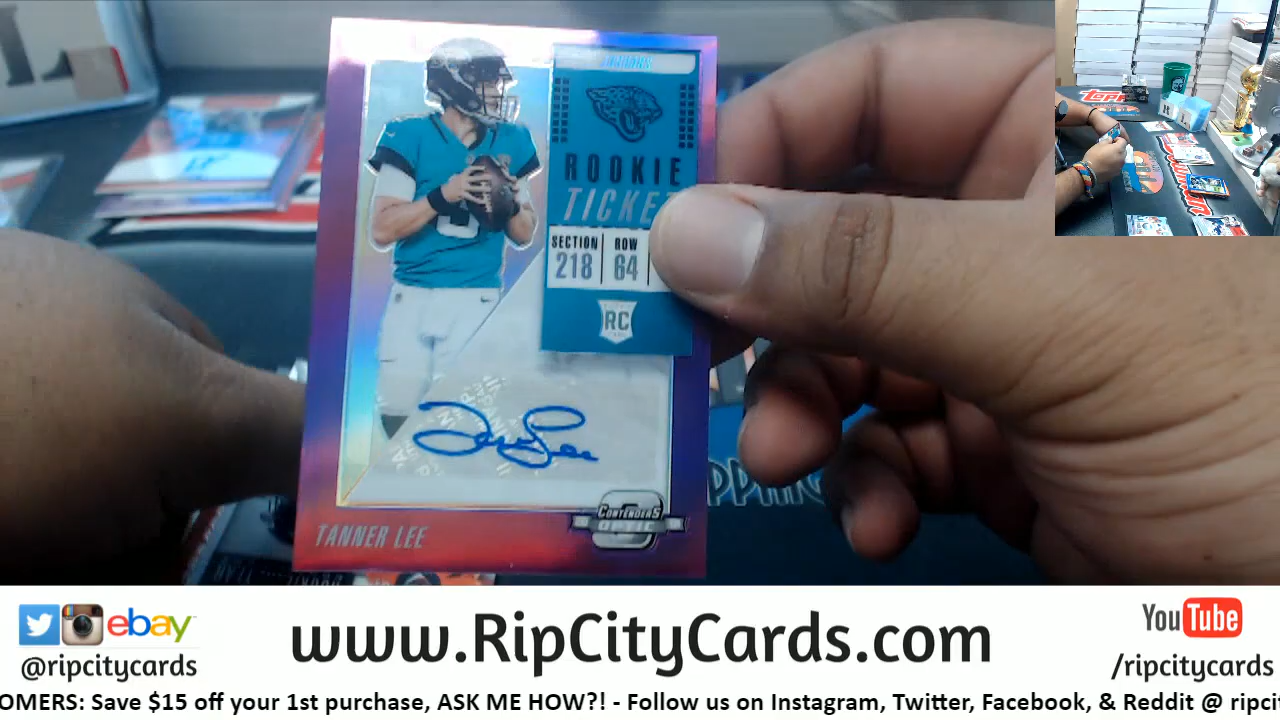 ROOKIE
TICKET
SECTION ROW
218 64
RC
CONTENDERS
OPTIC
TANNER LEE
ebay
@ripcitycards
www.RipCityCards.com
YouTube
/ripcitycards
OMERS: Save $15 off your 1st purchase, ASK ME HOW?! - Follow us on Instagram, Twitter, Facebook, & Reddit @ ripci